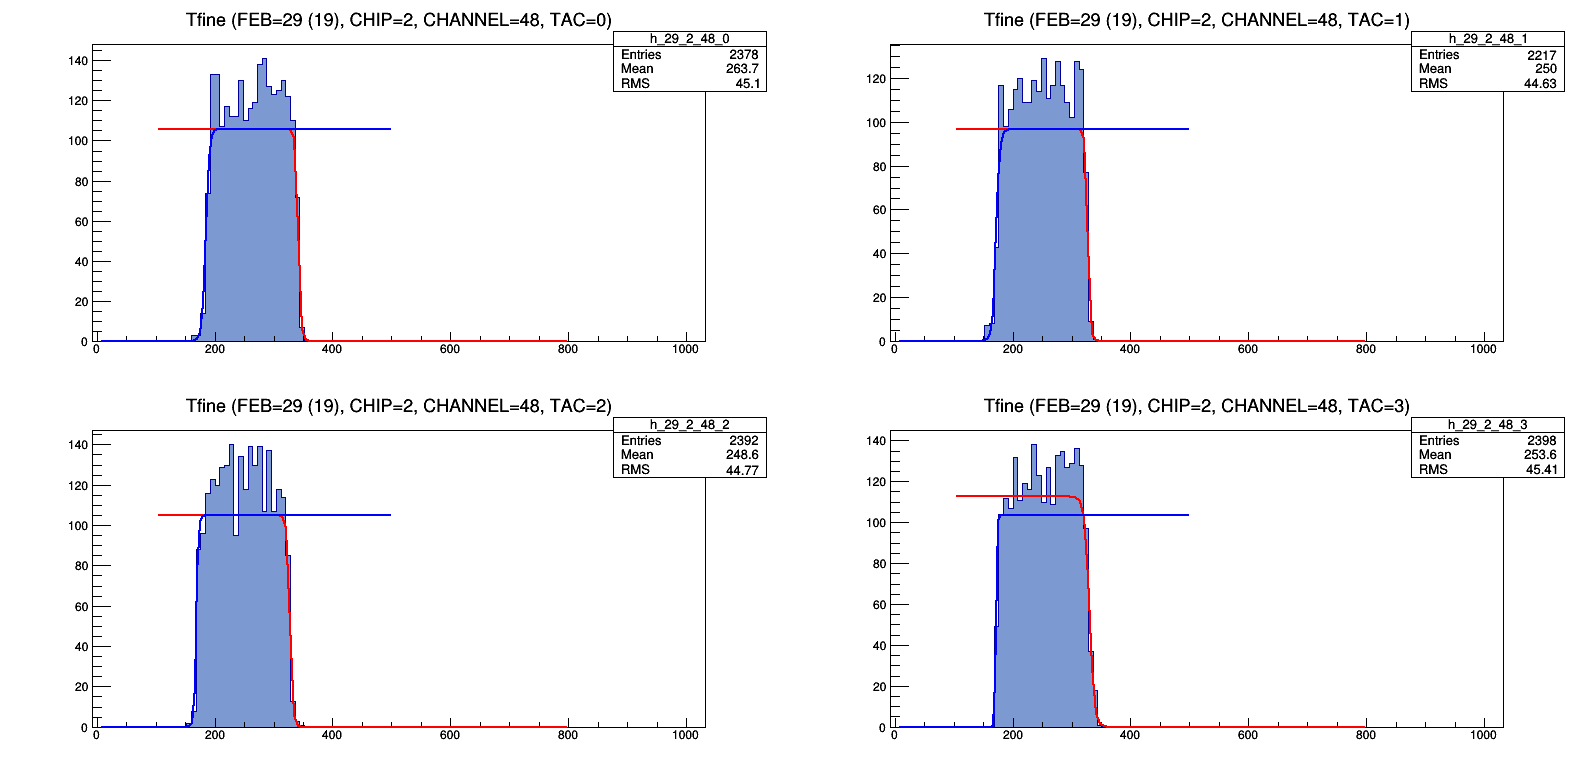 Tfine (FEB=29 (19), CHIP=2, CHANNEL=48, TAC=0)
h_29_2_48_0
Entries 2378
Mean 263.7
RMS 45.1
140
120
100
80
60
40
20
0
0 200 400 600 800 1000
Tfine (FEB=29 (19), CHIP=2, CHANNEL=48, TAC=1)
h_29_2_48_1
Entries 2217
Mean 250
RMS 44.63
120
100
80
60
40
20
0
0 200 400 600 800 1000
Tfine (FEB=29 (19), CHIP=2, CHANNEL=48, TAC=2)
h_29_2_48_2
Entries 2392
Mean 248.6
RMS 44.77
140
120
100
80
60
40
20
0
0 200 400 600 800 1000
Tfine (FEB=29 (19), CHIP=2, CHANNEL=48, TAC=3)
h_29_2_48_3
Entries 2398
Mean 253.6
RMS 45.41
140
120
100
80
60
40
20
0
0 200 400 600 800 1000